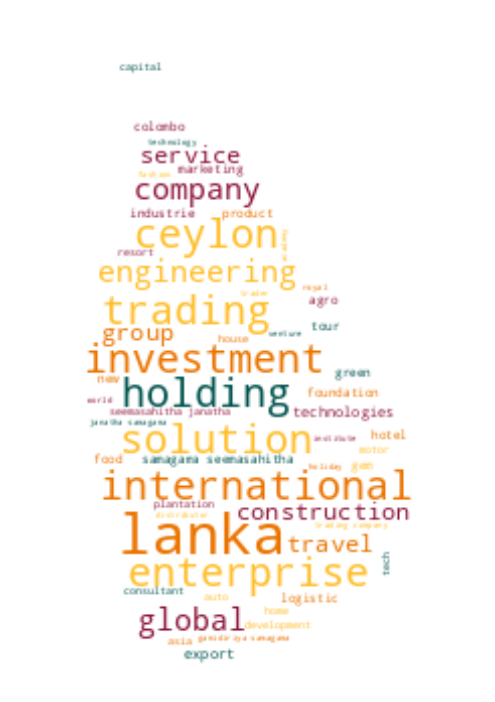 capital
colombo
technology
service
fashion marketing
company
industrie product
ceylon
resort
engineering
trader royal
trading agro
group tour
house venture
investment
new green
holding foundation
world
seemasahitha janatha technologies
janatha samagama
solution institute hotel
motor
food samagama seemasahitha
holiday gem
international
plantation
distributor construction
trading company
lanka travel
enterprise tech
consultant
auto logistic
home
global development
asia gamidiriya samagama
export